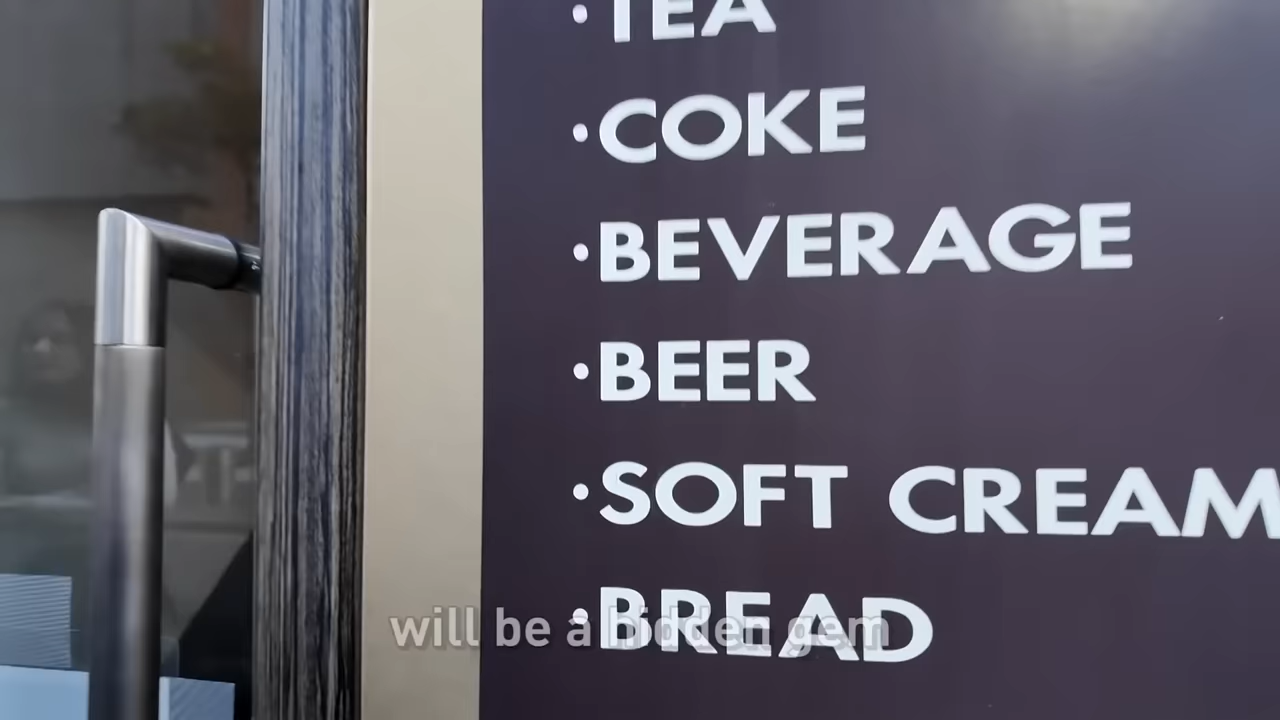 · TEA
· COKE
· BEVERAGE
· BEER
· SOFT CREAM
· BREAD
will be a hidden gem